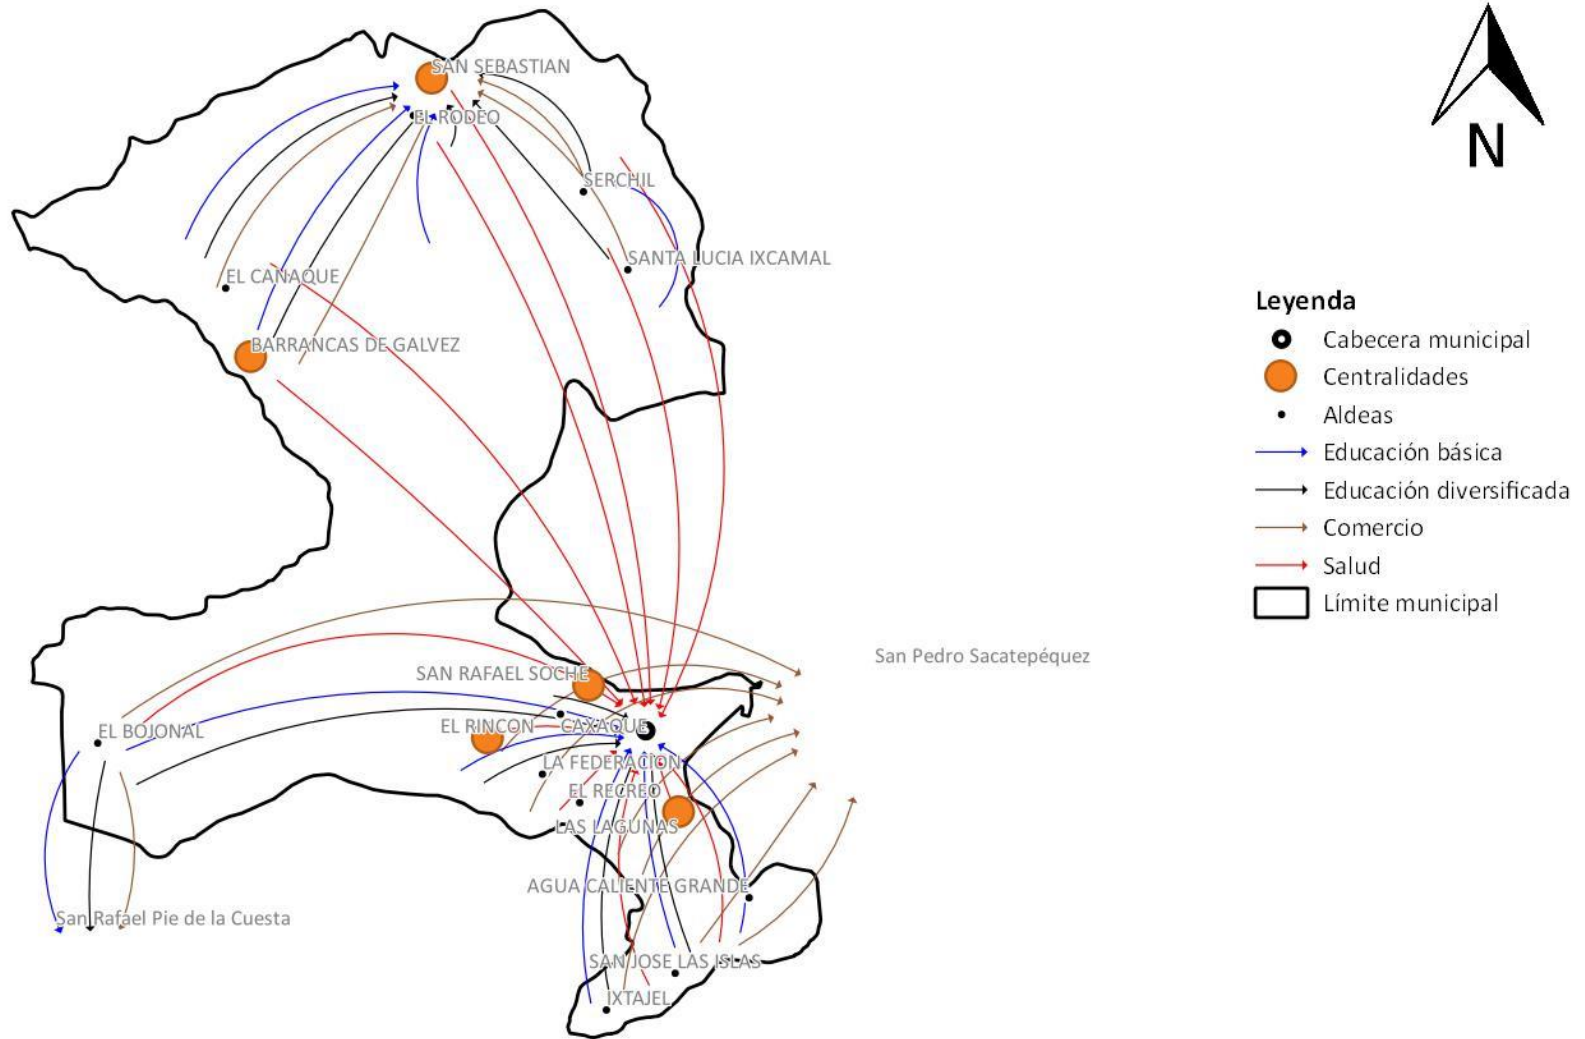 SAN SEBASTIAN
EL RODEO
N
SERCHIL
SANTA LUCIA IXCAMAL
EL CANAQUE
BARRANCAS DE GALVEZ
Leyenda
Cabecera municipal
Centralidades
Aldeas
Educación básica
Educación diversificada
Comercio
Salud
Límite municipal
San Pedro Sacatepéquez
SAN RAFAEL SOCHE
EL BOJONAL
EL RINCON
CAXAQUE
LA FEDERACION
EL RECREO
LAS LAGUNAS
AGUA CALIENTE GRANDE
San Rafael Pie de la Cuesta
SAN JOSE LAS ISLAS
IXTAJEL